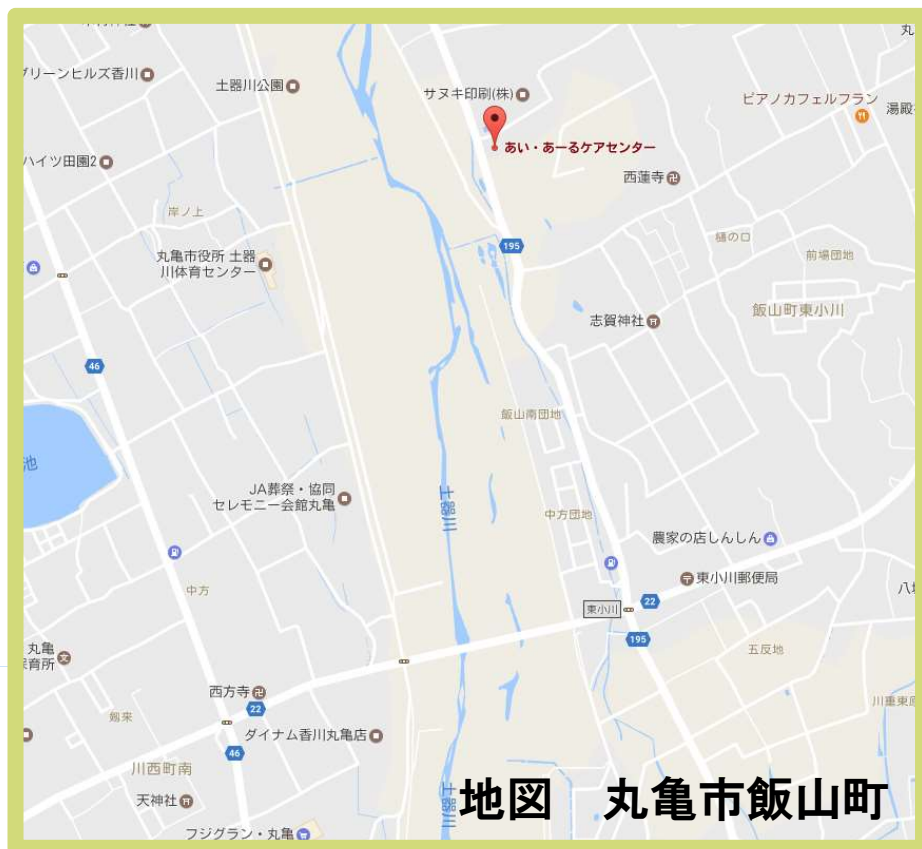 グリーンヒルズ香川
土器川公園
サヌキ印刷(株)
ピアノカフェルフラン
あい・あーるケアセンター
ハイツ田園2
西蓮寺
岸ノ上
195
樋の口
前場団地
丸亀市役所 土器
川体育センター
志賀神社
飯山町東小川
46
飯山南団地
池
JA葬祭・協同
セレモニー会館丸亀
土器川
中方団地
農家の店しんしん
東小川郵便局
中方
東小川
22
195
丸亀
五反地
西方寺
22
ダイナム香川丸亀店
46
川西町南
天神社
土器川
地図 丸亀市飯山町
フジグラン・丸亀